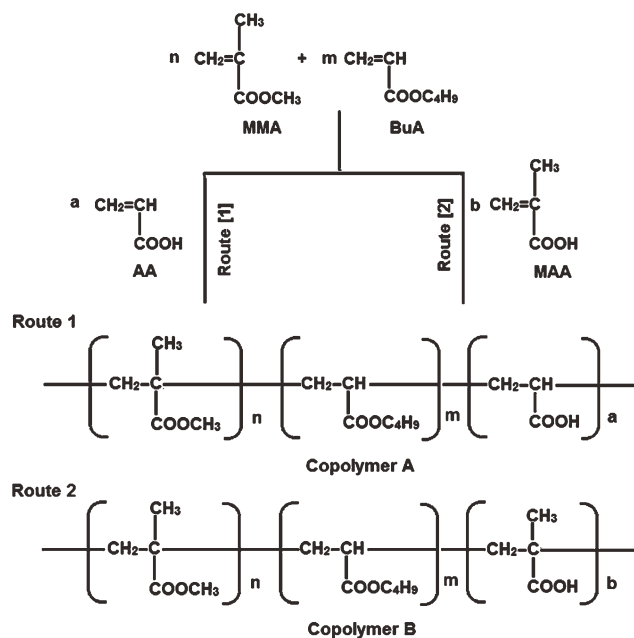 CH₃
n CH₂=C + m CH₂=CH
COOCH₃ COOC₄H₉
MMA BuA
CH₃
a CH₂=CH Route [1] Route [2] b CH₂=C
COOH COOH
AA MAA
Route 1
CH₃
CH₂−C CH₂−CH CH₂−CH
COOCH₃ n COOC₄H₉ m COOH a
Copolymer A
Route 2
CH₃ CH₃
CH₂−C CH₂−CH CH₂−C
COOCH₃ n COOC₄H₉ m COOH b
Copolymer B